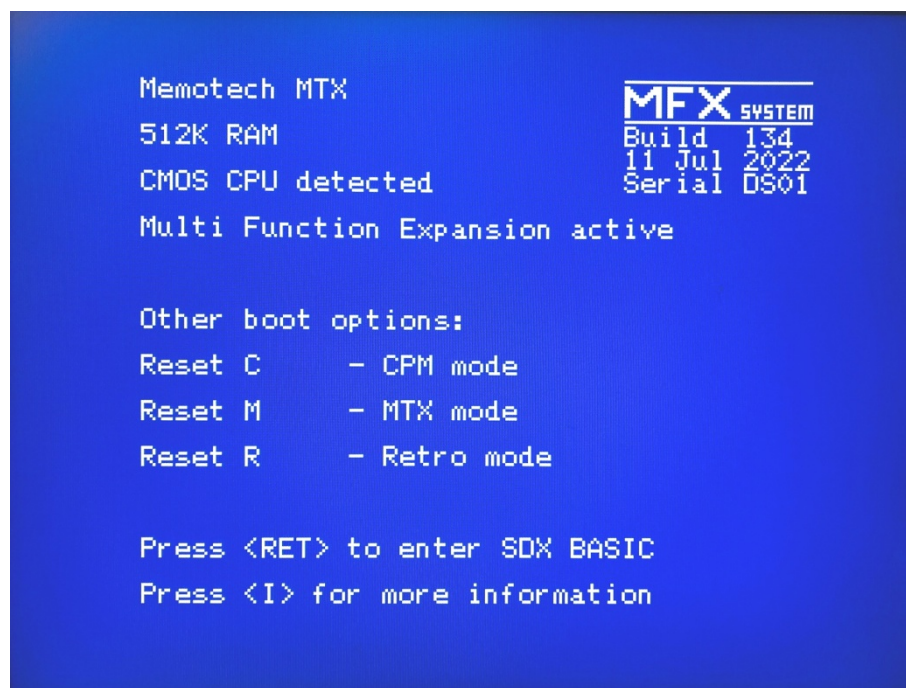 Memotech MTX
512K RAM
CMOS CPU detected
Multi Function Expansion active
MFX SYSTEM
Build 134
11 Jul 2022
Serial DS01
Other boot options:
Reset C - CPM mode
Reset M - MTX mode
Reset R - Retro mode
Press <RET> to enter SDX BASIC
Press <I> for more information